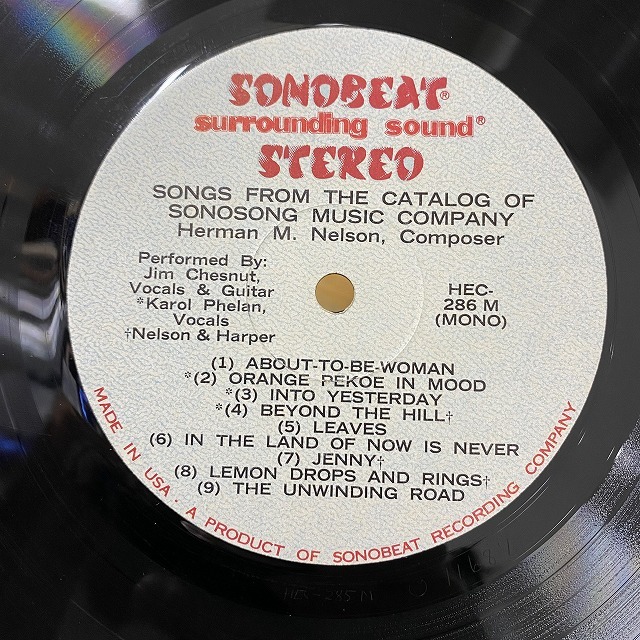 SONOBEAT®
surrounding sound®
STEREO
SONGS FROM THE CATALOG OF
SONOSONG MUSIC COMPANY
Herman M. Nelson, Composer
Performed By:
Jim Chesnut,
Vocals & Guitar
*Karol Phelan,
Vocals
†Nelson & Harper
HEC-
286 M
(MONO)
(1) ABOUT-TO-BE-WOMAN
*(2) ORANGE PEKOE IN MOOD
*(3) INTO YESTERDAY
*(4) BEYOND THE HILL†
(5) LEAVES
(6) IN THE LAND OF NOW IS NEVER
(7) JENNY†
(8) LEMON DROPS AND RINGS†
(9) THE UNWINDING ROAD
MADE IN USA · A PRODUCT OF SONOBEAT RECORDING COMPANY